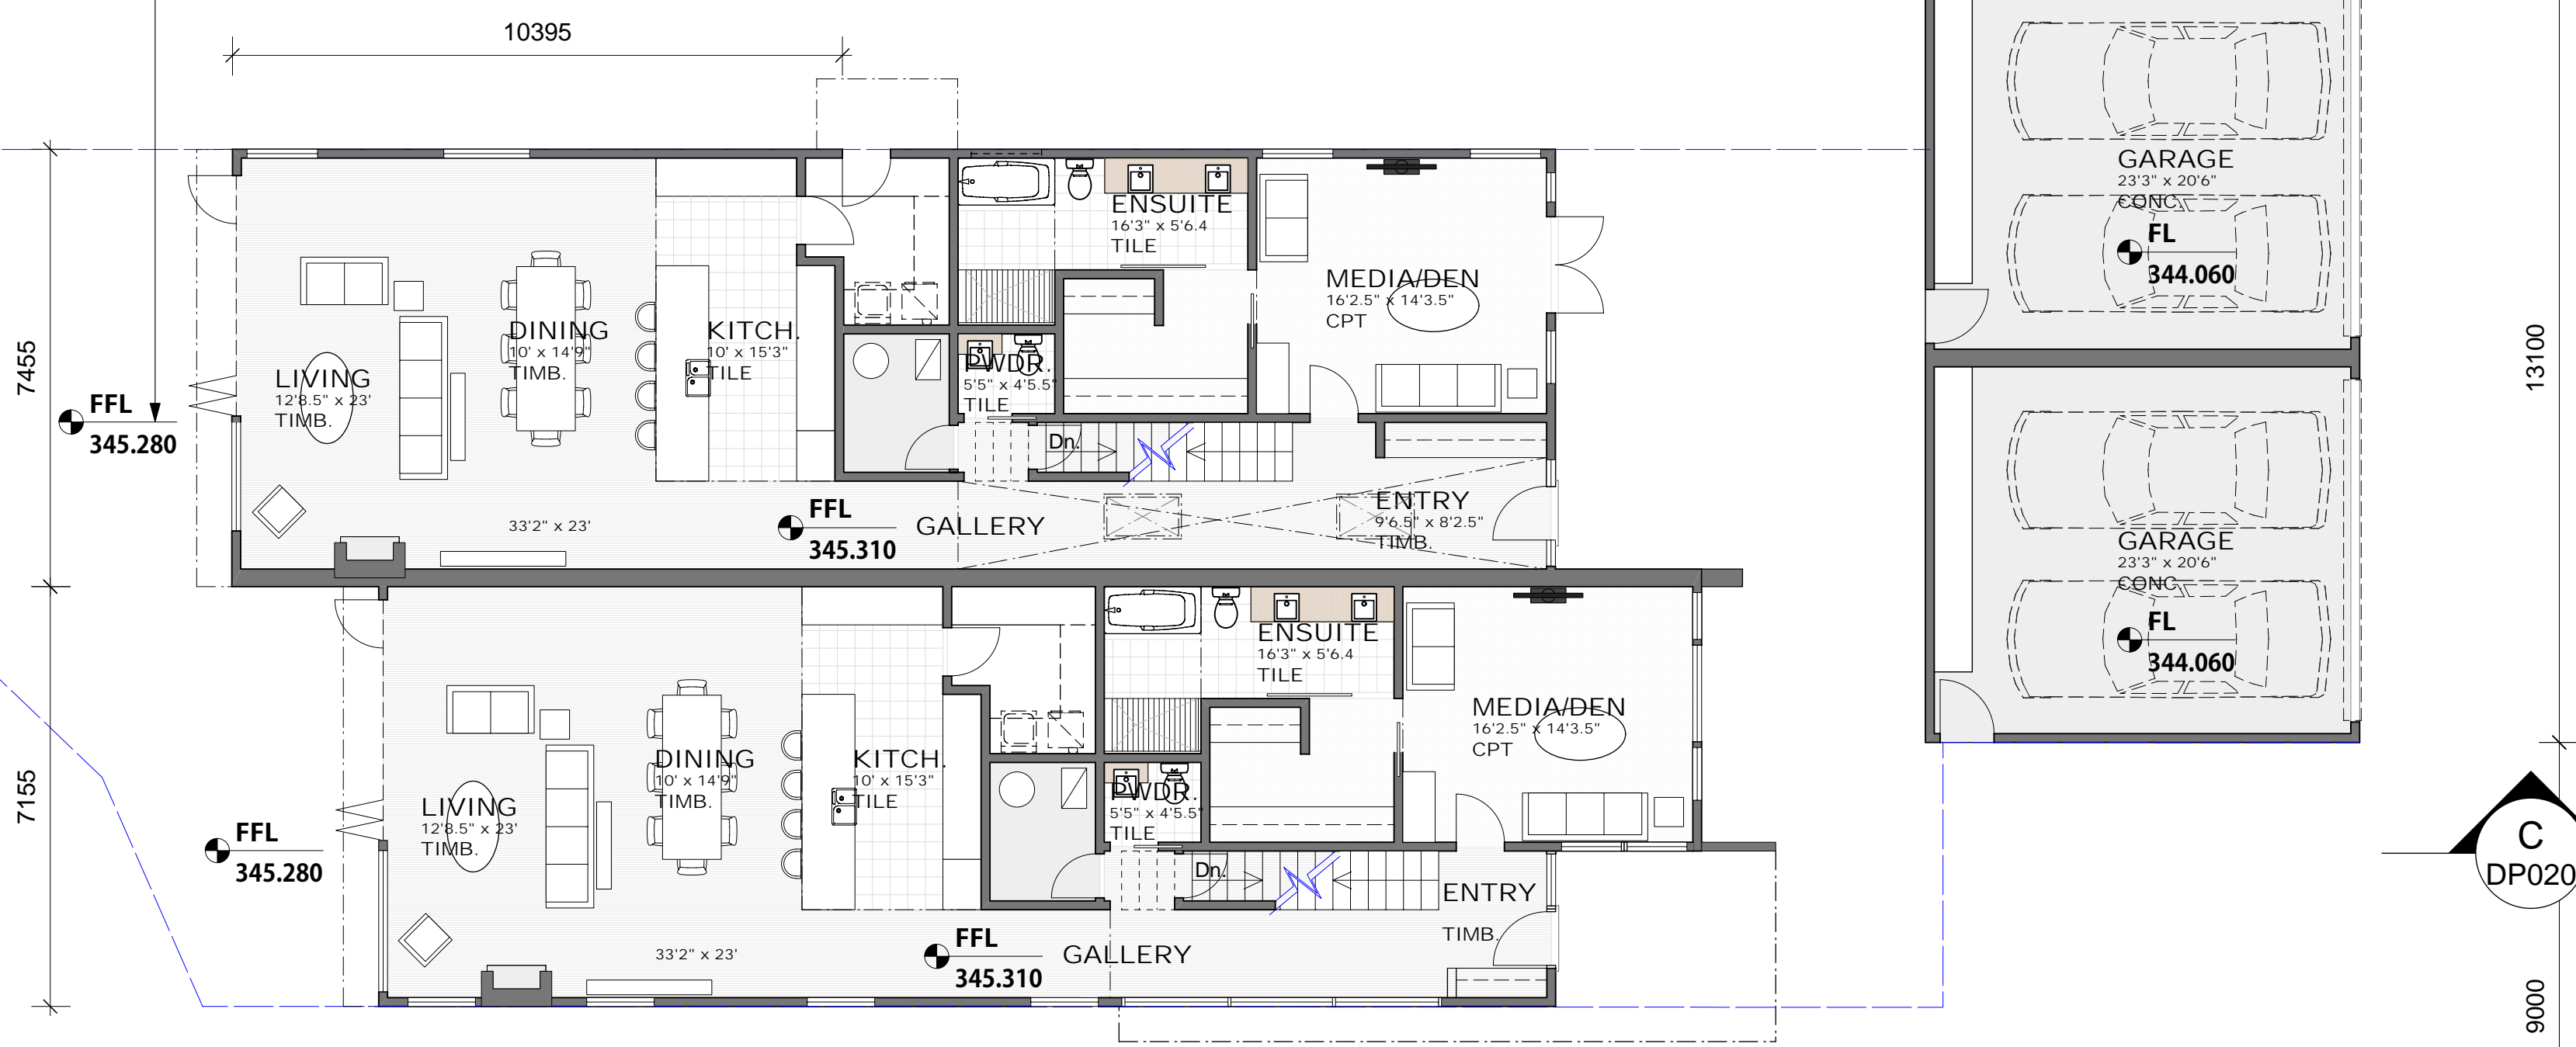 10395
7455
7155
FFL
345.280
LIVING
12'8.5" x 23'
TIMB.
DINING
10' x 14'9"
TIMB.
KITCH.
10' x 15'3"
TILE
33'2" x 23'
FFL
345.310
GALLERY
PWDR.
5'5" x 4'5.5"
TILE
ENSUITE
16'3" x 5'6.4
TILE
MEDIA/DEN
16'2.5" x 14'3.5"
CPT
Dn.
ENTRY
9'6.5" x 8'2.5"
TIMB.
FFL
345.280
LIVING
12'8.5" x 23'
TIMB.
DINING
10' x 14'9"
TIMB.
KITCH.
10' x 15'3"
TILE
33'2" x 23'
FFL
345.310
GALLERY
PWDR.
5'5" x 4'5.5"
TILE
ENSUITE
16'3" x 5'6.4
TILE
MEDIA/DEN
16'2.5" x 14'3.5"
CPT
Dn.
ENTRY
TIMB.
GARAGE
23'3" x 20'6"
CONC.
FL
344.060
GARAGE
23'3" x 20'6"
CONC.
FL
344.060
13100
C
DP020
9000